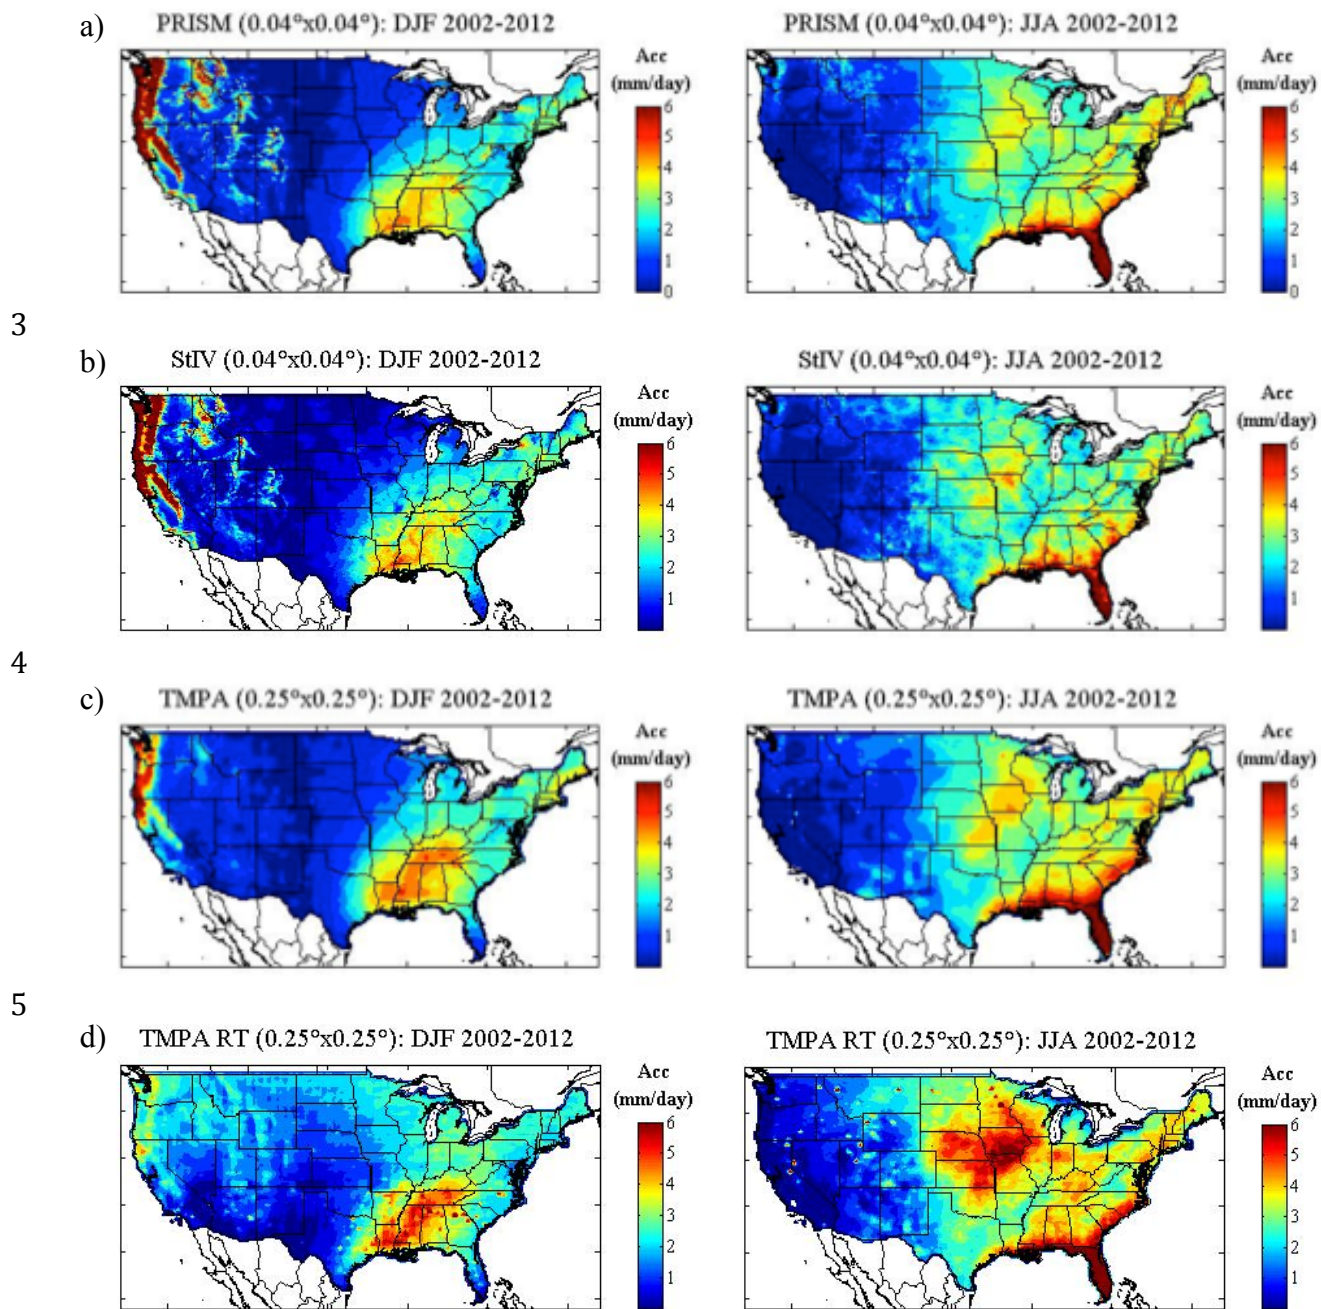 a) PRISM (0.04°x0.04°): DJF 2002-2012 PRISM (0.04°x0.04°): JJA 2002-2012
Acc Acc
(mm/day) (mm/day)
6 6
5 5
4 4
3 3
2 2
1 1
0 0
3
b) StIV (0.04°x0.04°): DJF 2002-2012 StIV (0.04°x0.04°): JJA 2002-2012
Acc Acc
(mm/day) (mm/day)
6 6
5 5
4 4
3 3
2 2
1 1
4
c) TMPA (0.25°x0.25°): DJF 2002-2012 TMPA (0.25°x0.25°): JJA 2002-2012
Acc Acc
(mm/day) (mm/day)
6 6
5 5
4 4
3 3
2 2
1 1
5
d) TMPA RT (0.25°x0.25°): DJF 2002-2012 TMPA RT (0.25°x0.25°): JJA 2002-2012
Acc Acc
(mm/day) (mm/day)
6 6
5 5
4 4
3 3
2 2
1 1